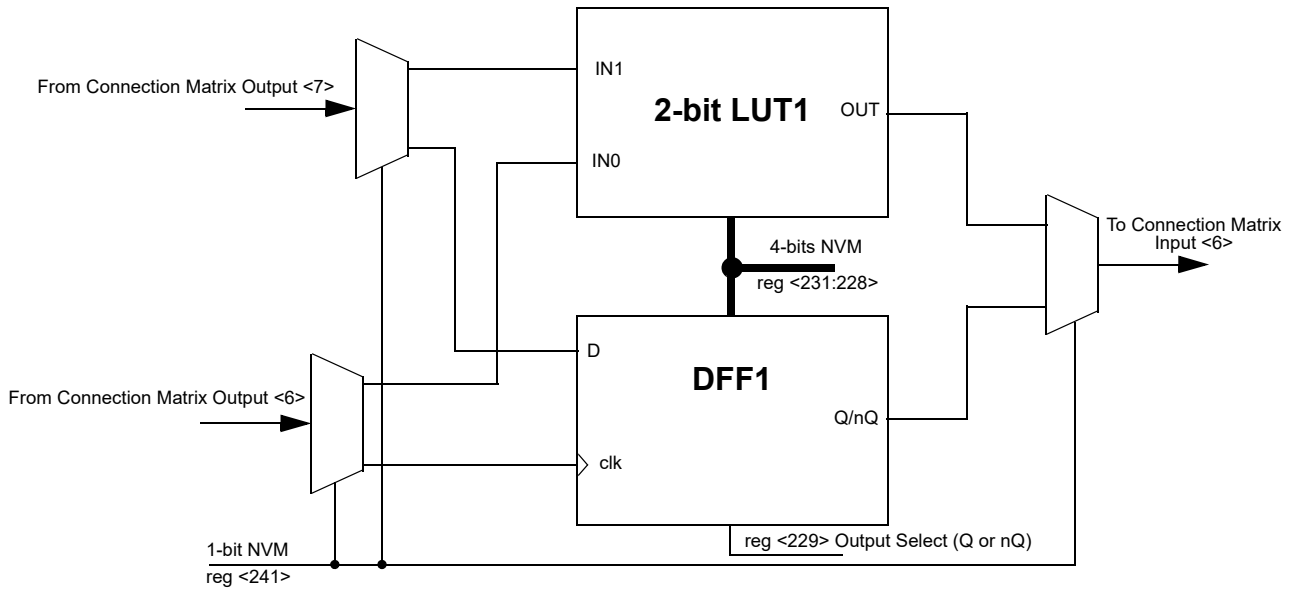 From Connection Matrix Output <7>
IN1
2-bit LUT1
OUT
IN0
To Connection Matrix
Input <6>
4-bits NVM
reg <231:228>
D
DFF1
From Connection Matrix Output <6>
Q/nQ
clk
reg <229> Output Select (Q or nQ)
1-bit NVM
reg <241>